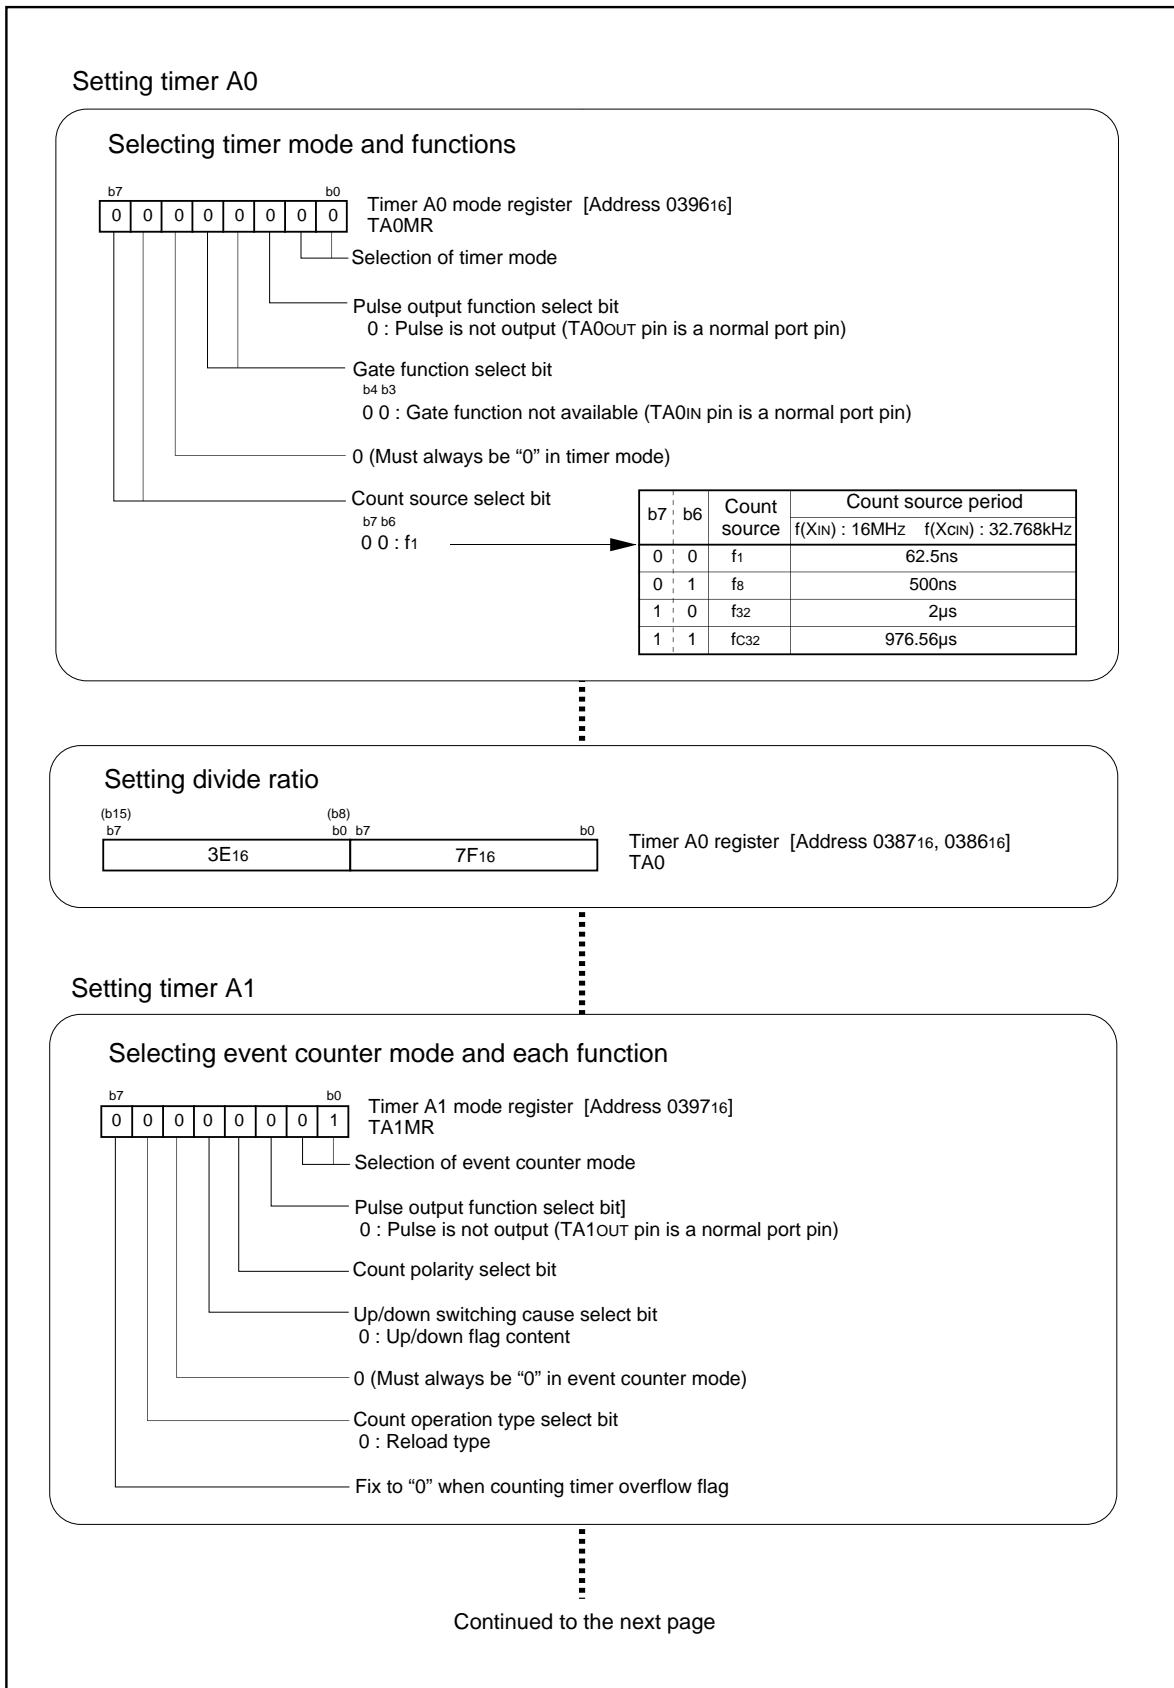 Setting timer A0
Selecting timer mode and functions
b7 b0
0 0 0 0 0 0 0 0
Timer A0 mode register [Address 039616]
TA0MR
Selection of timer mode
Pulse output function select bit
0 : Pulse is not output (TA0OUT pin is a normal port pin)
Gate function select bit
b4 b3
0 0 : Gate function not available (TA0IN pin is a normal port pin)
0 (Must always be “0” in timer mode)
Count source select bit
b7 b6
0 0 : f1
b7 b6 Count source Count source period
f(XIN) : 16MHZ f(XCIN) : 32.768kHZ
0 0 f1 62.5ns
0 1 f8 500ns
1 0 f32 2µs
1 1 fC32 976.56µs
Setting divide ratio
(b15) (b8)
b7 b0 b7 b0
3E16 7F16
Timer A0 register [Address 038716, 038616]
TA0
Setting timer A1
Selecting event counter mode and each function
b7 b0
0 0 0 0 0 0 0 1
Timer A1 mode register [Address 039716]
TA1MR
Selection of event counter mode
Pulse output function select bit]
0 : Pulse is not output (TA1OUT pin is a normal port pin)
Count polarity select bit
Up/down switching cause select bit
0 : Up/down flag content
0 (Must always be “0” in event counter mode)
Count operation type select bit
0 : Reload type
Fix to “0” when counting timer overflow flag
Continued to the next page